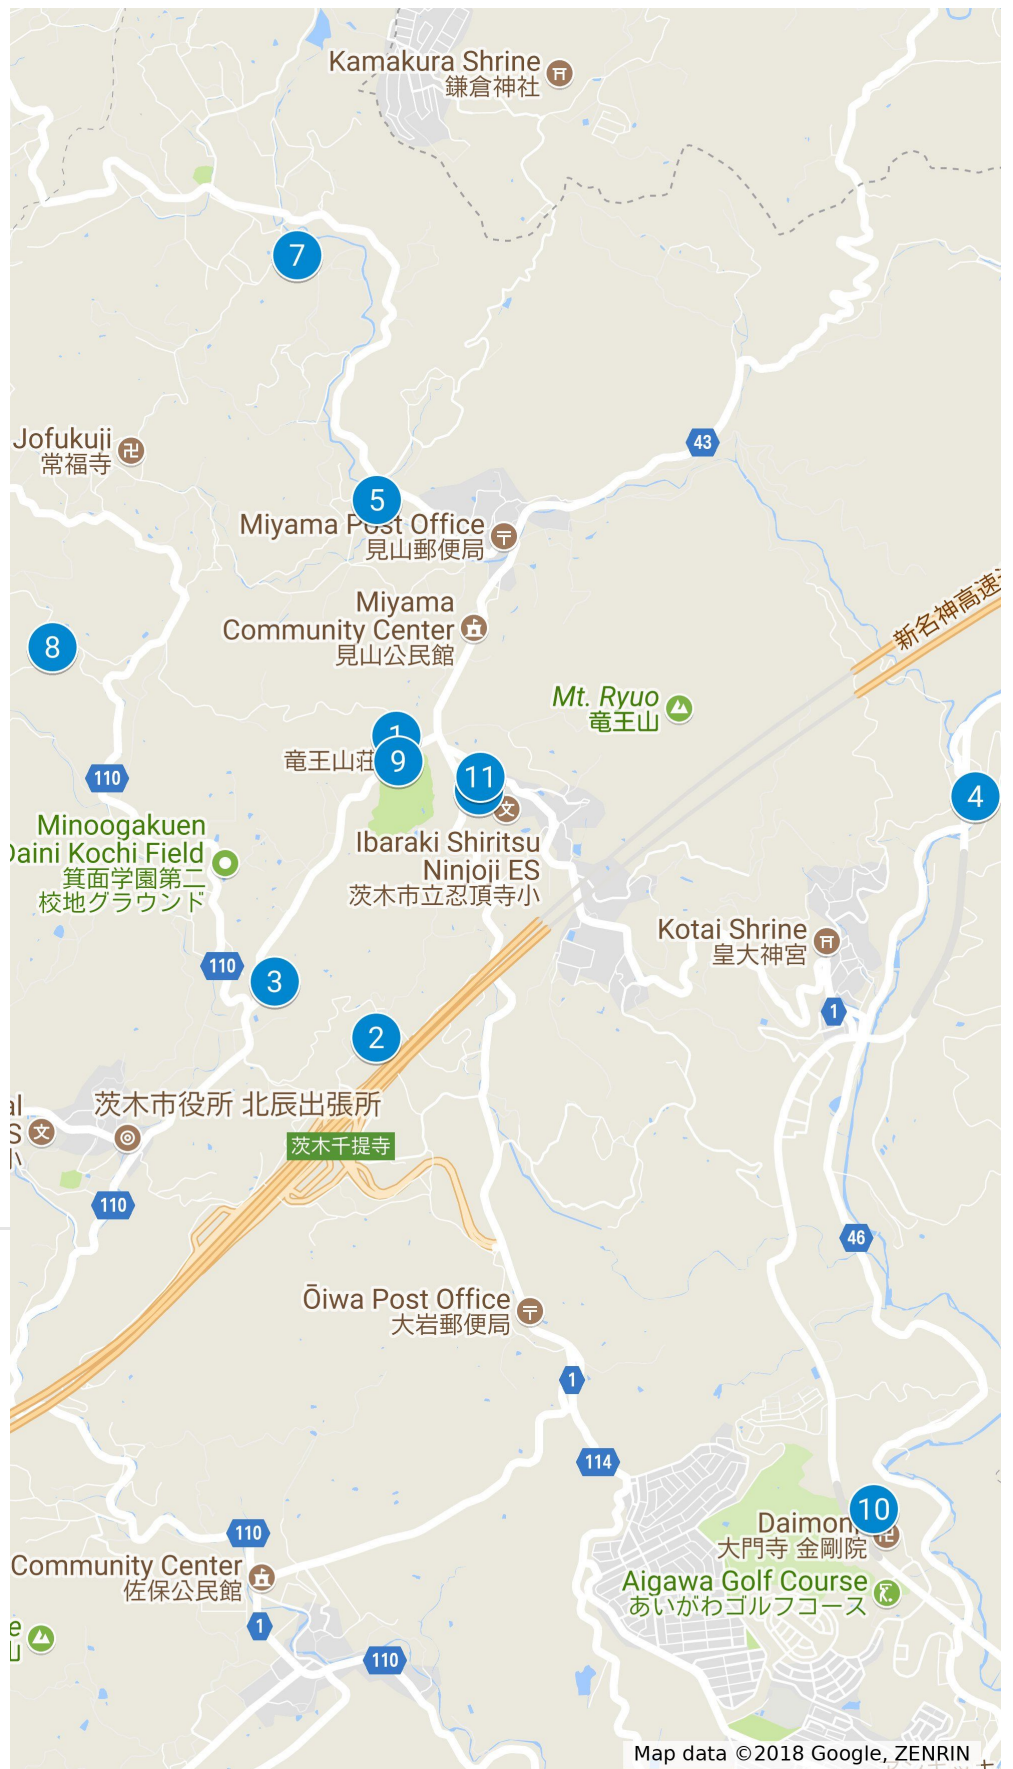 Kamakura Shrine
鎌倉神社
7
Jofukuji
常福寺
43
5
Miyama Post Office
見山郵便局
新名神高速
Miyama
Community Center
見山公民館
8
Mt. Ryuo
竜王山
1
竜王山荘
9
11
4
110
Minoogakuen
Daini Kochi Field
箕面学園第二
校地グラウンド
Ibaraki Shiritsu
Ninjoji ES
茨木市立忍頂寺小
Kotai Shrine
皇大神宮
110
3
1
2
茨木市役所 北辰出張所
al
S
小
茨木千提寺
110
46
Ōiwa Post Office
大岩郵便局
1
114
10
Daimon
大門寺 金剛院
110
Community Center
佐保公民館
Aigawa Golf Course
あいがわゴルフコース
1
e
山
110
Map data ©2018 Google, ZENRIN